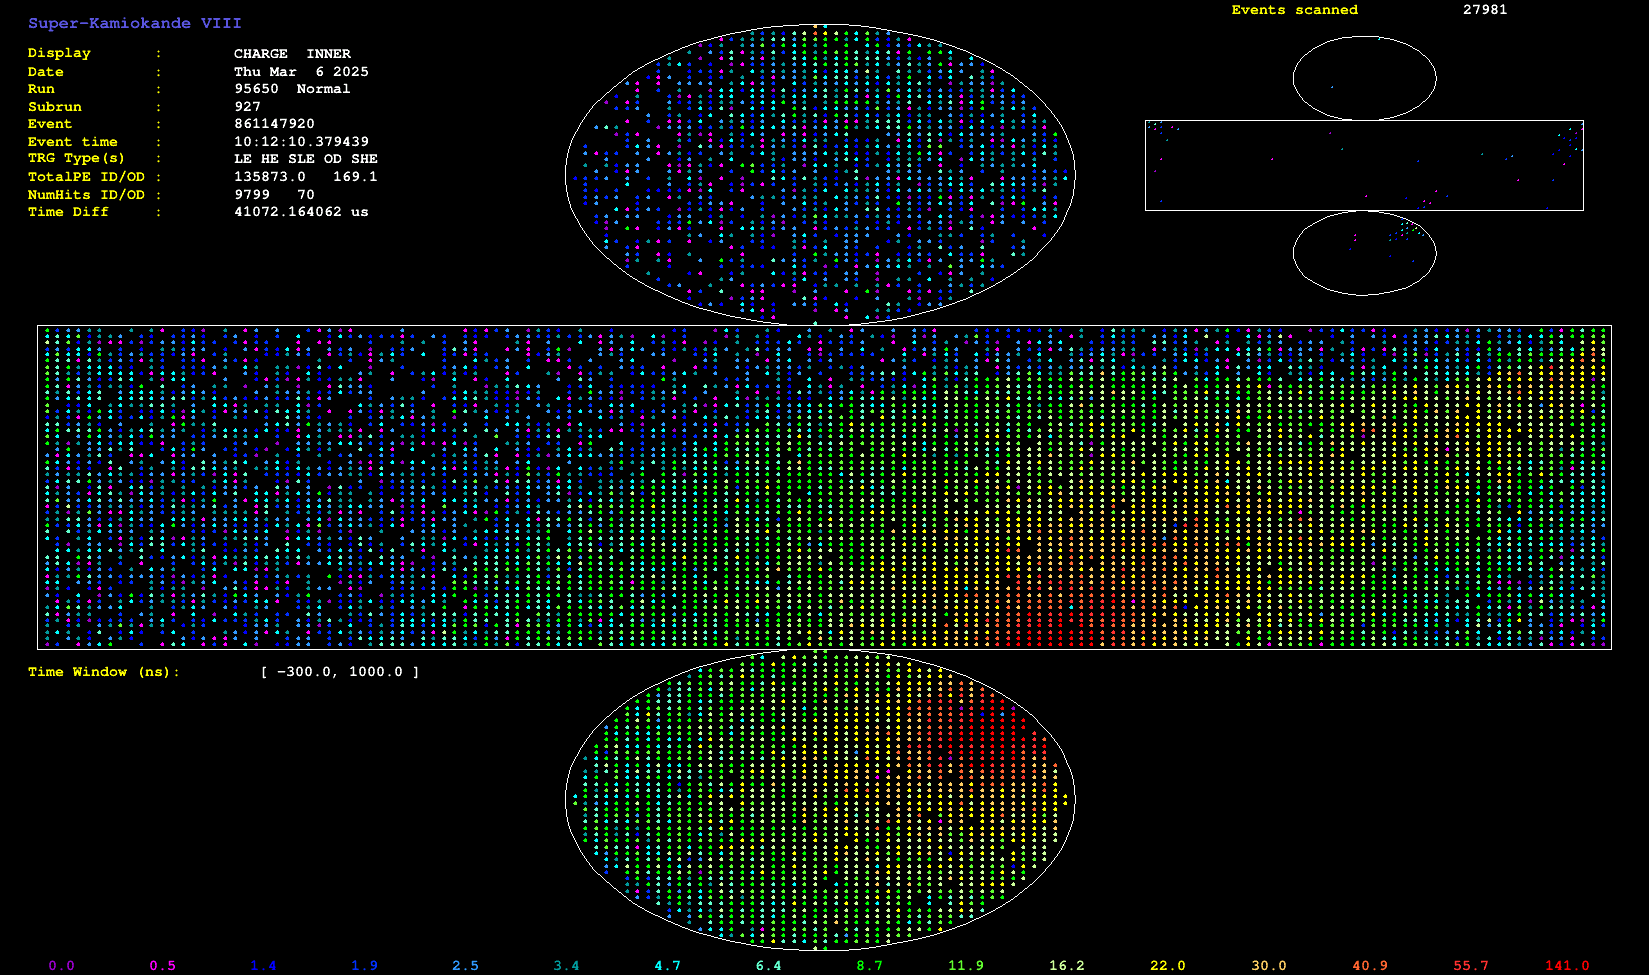 Super-Kamiokande VIII
Events scanned 27981
Display : CHARGE INNER
Date : Thu Mar 6 2025
Run : 95650 Normal
Subrun : 927
Event : 861147920
Event time : 10:12:10.379439
TRG Type(s) : LE HE SLE OD SHE
TotalPE ID/OD : 135873.0 169.1
NumHits ID/OD : 9799 70
Time Diff : 41072.164062 us
Time Window (ns): [ -300.0, 1000.0 ]
0.0 0.5 1.4 1.9 2.5 3.4 4.7 6.4 8.7 11.9 16.2 22.0 30.0 40.9 55.7 141.0